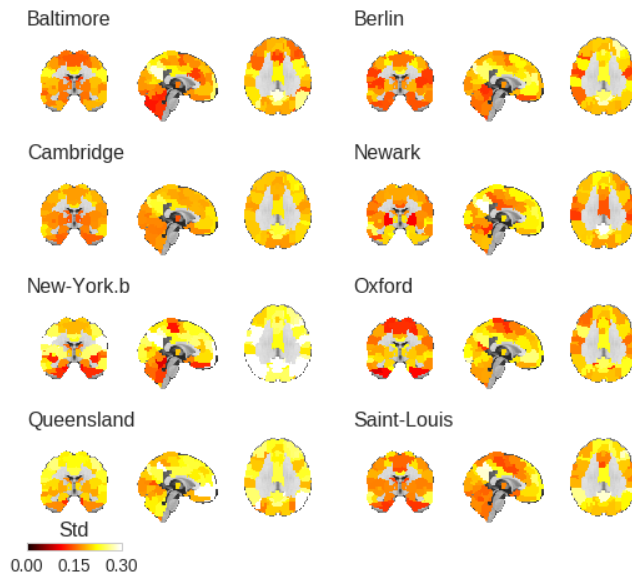 Baltimore
Berlin
Cambridge
Newark
New-York.b
Oxford
Queensland
Saint-Louis
Std
0.00 0.15 0.30